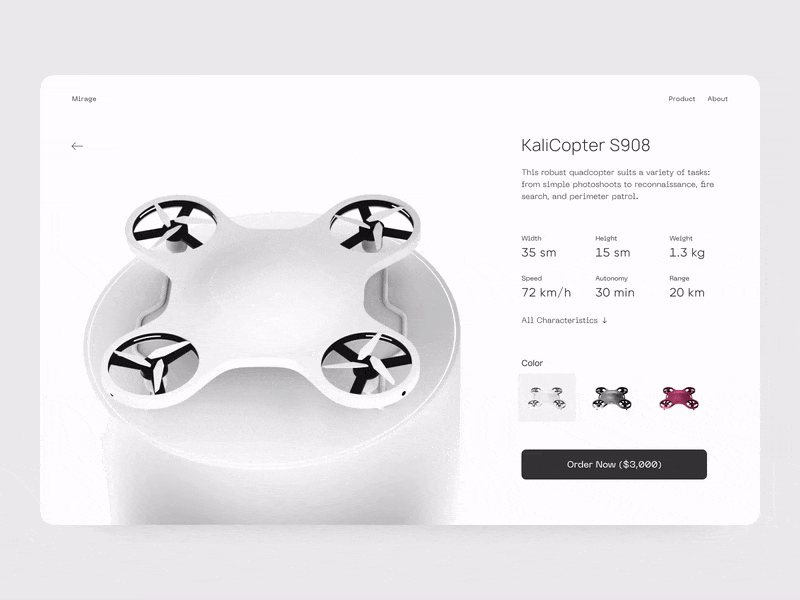 Mirage
Product About
KaliCopter S908
This robust quadcopter suits a variety of tasks:
from simple photoshoots to reconnaissance, fire
search, and perimeter patrol.
Width Height Weight
35 sm 15 sm 1.3 kg
Speed Autonomy Range
72 km/h 30 min 20 km
All Characteristics ↓
Color
Order Now ($3,000)